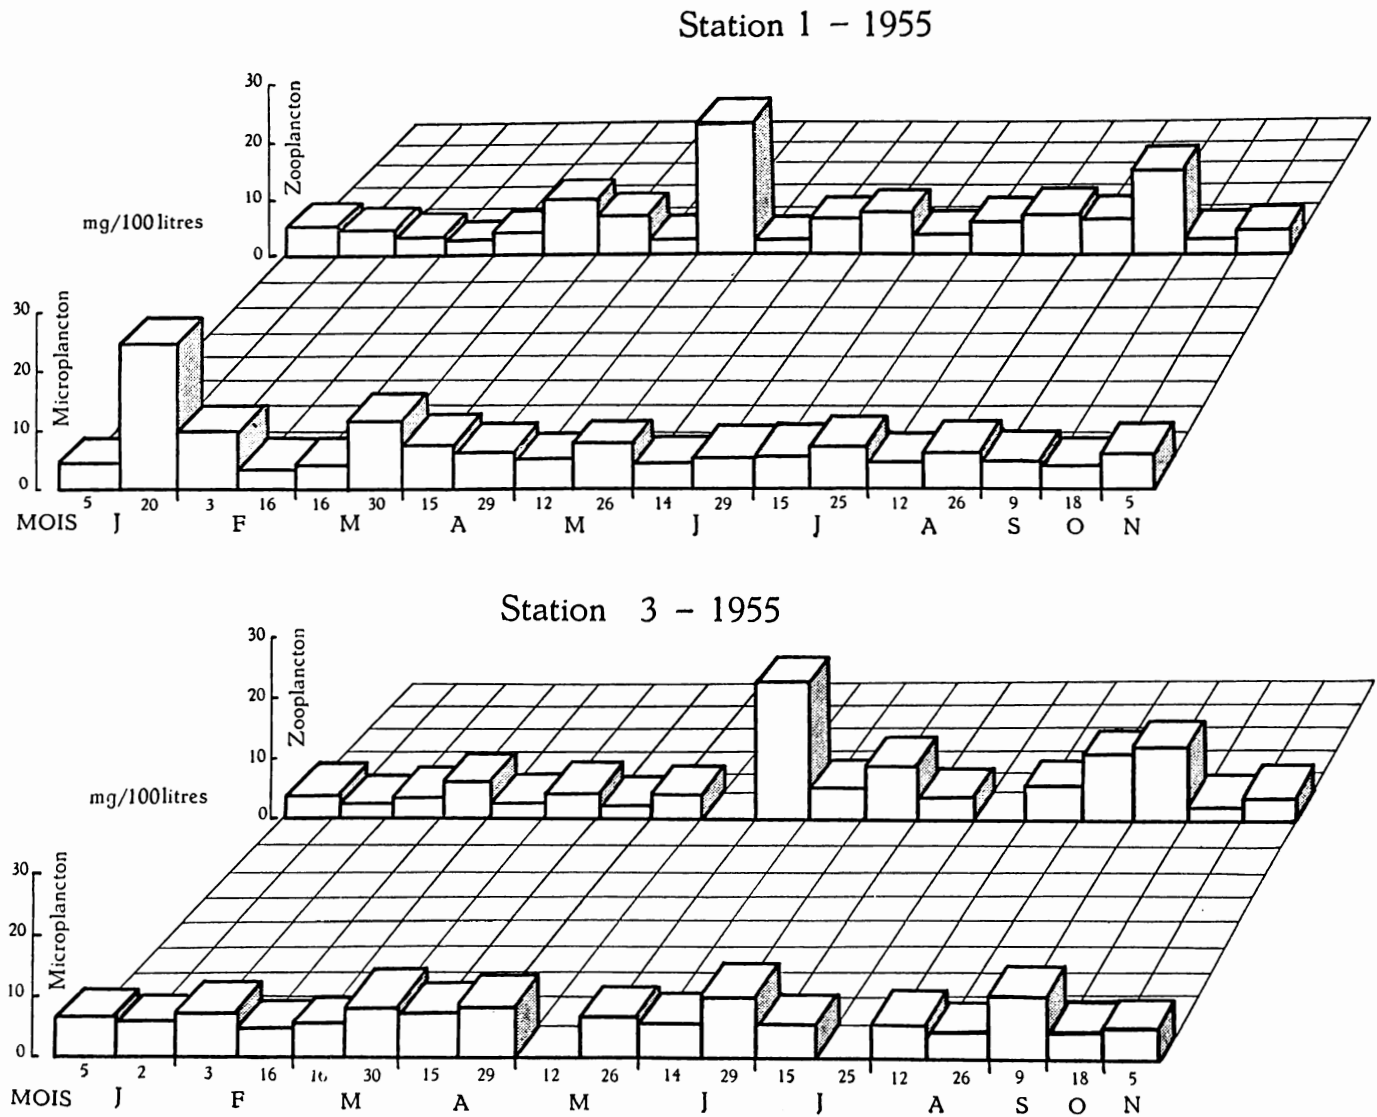 Station 1 – 1955
30
20
10
0
Zooplancton
mg/100 litres
30
20
10
0
Microplancton
5 20 3 16 16 30 15 29 12 26 14 29 15 25 12 26 9 18 5
MOIS J F M A M J J A S O N
Station 3 – 1955
30
20
10
0
Zooplancton
mg/100 litres
30
20
10
0
Microplancton
5 2 3 16 16 30 15 29 12 26 14 29 15 25 12 26 9 18 5
MOIS J F M A M J J A S O N